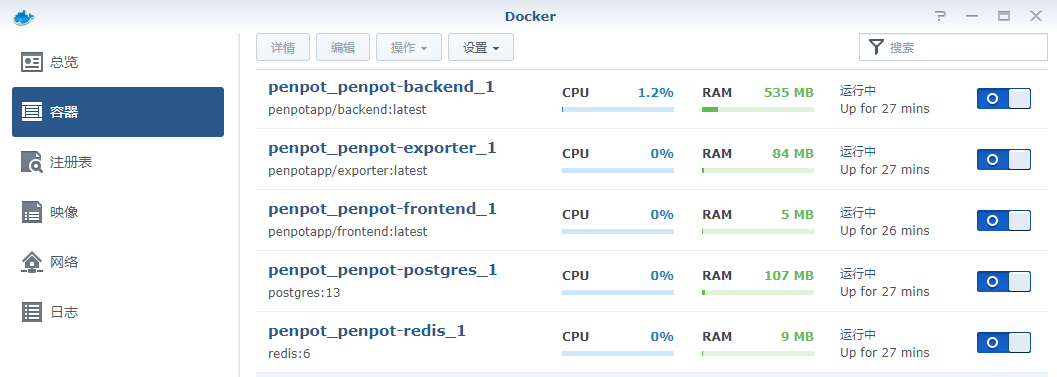 Docker
总览
容器
注册表
映像
网络
日志
详情 编辑 操作 设置 搜索
penpot_penpot-backend_1
penpotapp/backend:latest
CPU 1.2% RAM 535 MB
运行中
Up for 27 mins
penpot_penpot-exporter_1
penpotapp/exporter:latest
CPU 0% RAM 84 MB
运行中
Up for 27 mins
penpot_penpot-frontend_1
penpotapp/frontend:latest
CPU 0% RAM 5 MB
运行中
Up for 26 mins
penpot_penpot-postgres_1
postgres:13
CPU 0% RAM 107 MB
运行中
Up for 27 mins
penpot_penpot-redis_1
redis:6
CPU 0% RAM 9 MB
运行中
Up for 27 mins